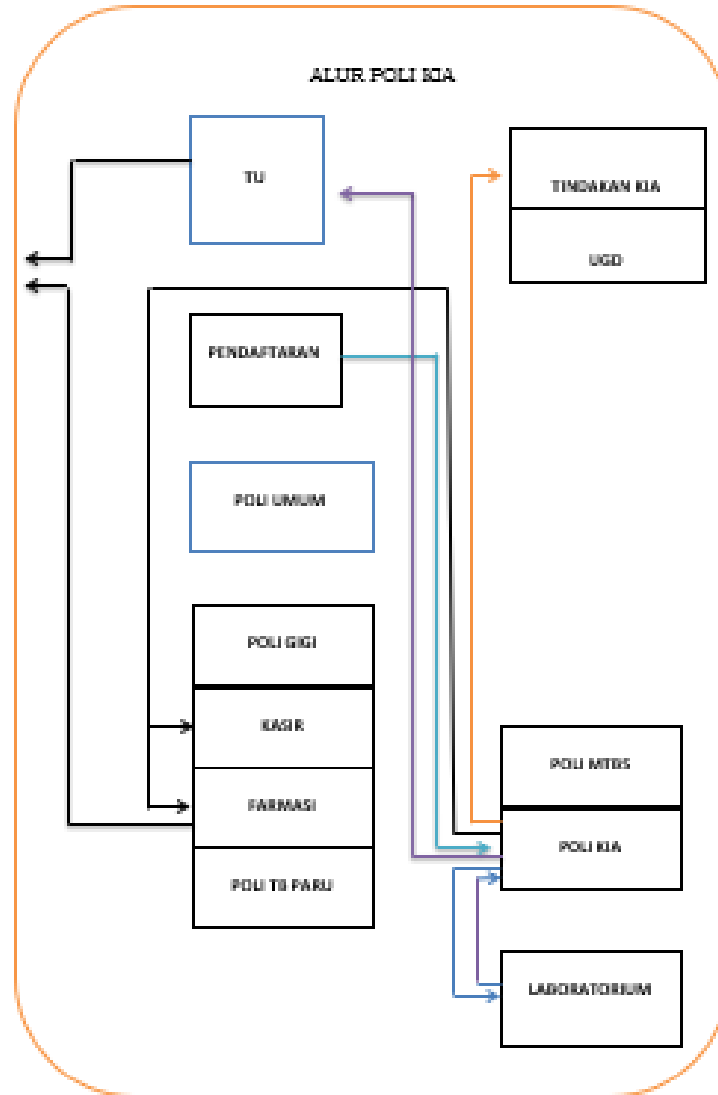 ALUR POLI KIA
TU
TINDAKAN KIA
UGD
PENDAFTARAN
POLI UMUM
POLI GIGI
KASIR
FARMASI
POLI TB PARU
POLI MTBS
POLI KIA
LABORATORIUM